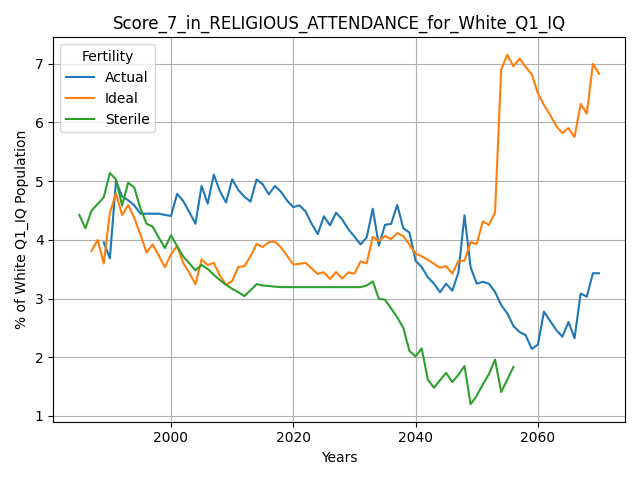 Score_7_in_RELIGIOUS_ATTENDANCE_for_White_Q1_IQ
Fertility
Actual
Ideal
Sterile
% of White Q1_IQ Population
7
6
5
4
3
2
1
2000
2020
2040
2060
Years